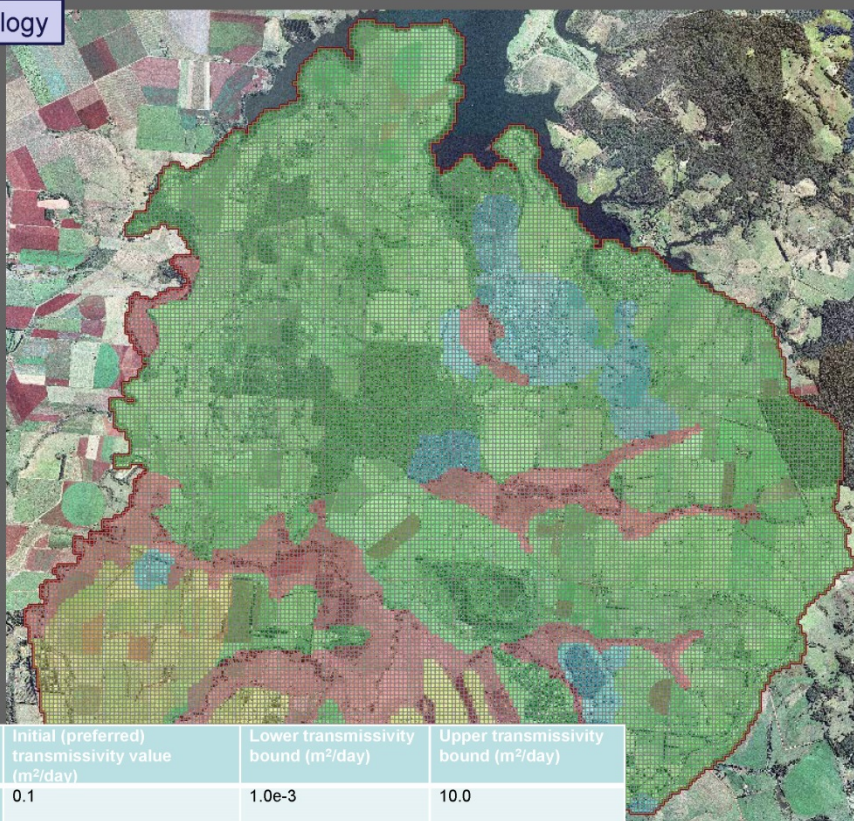 logy
Initial (preferred)
transmissivity value
(m²/day)
Lower transmissivity
bound (m²/day)
Upper transmissivity
bound (m²/day)
0.1
1.0e-3
10.0